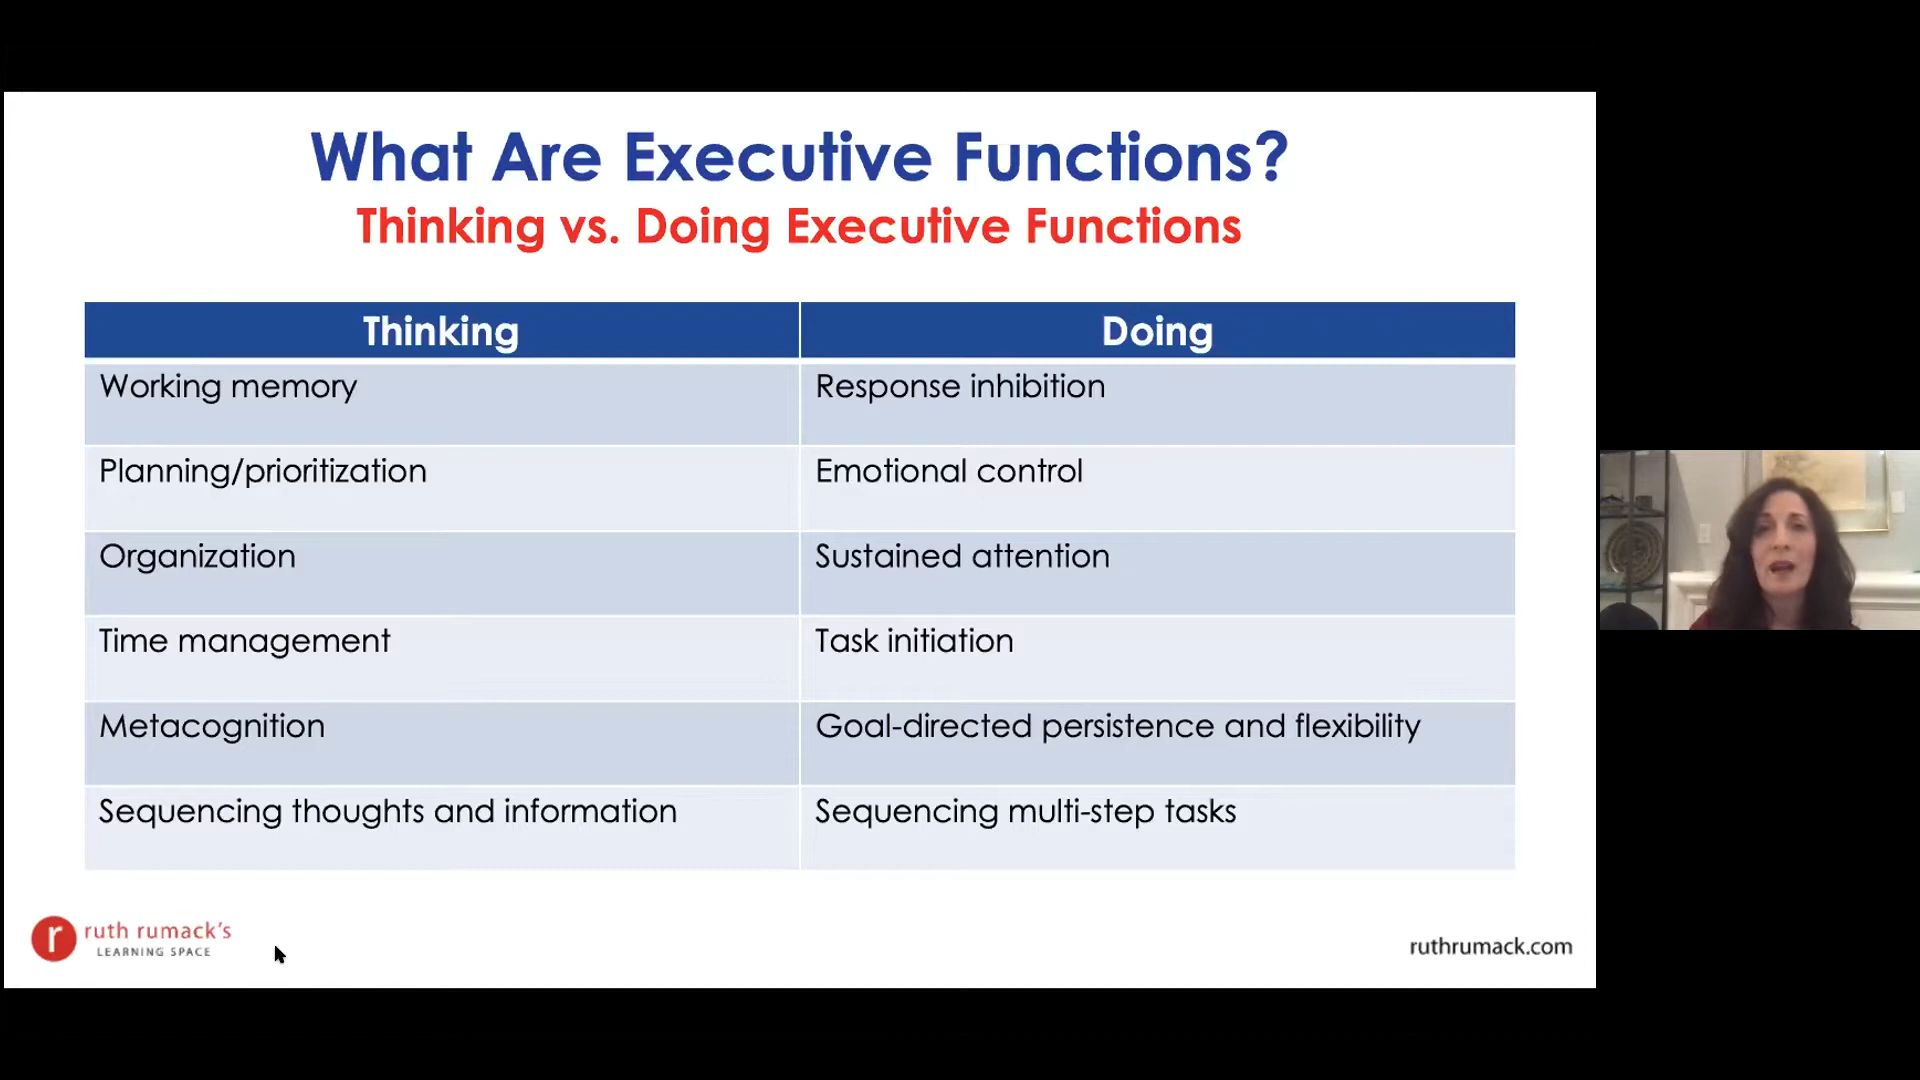 What Are Executive Functions?
Thinking vs. Doing Executive Functions
Thinking
Doing
Working memory
Response inhibition
Planning/prioritization
Emotional control
Organization
Sustained attention
Time management
Task initiation
Metacognition
Goal-directed persistence and flexibility
Sequencing thoughts and information
Sequencing multi-step tasks
r
ruth rumack's
LEARNING SPACE
ruthrumack.com